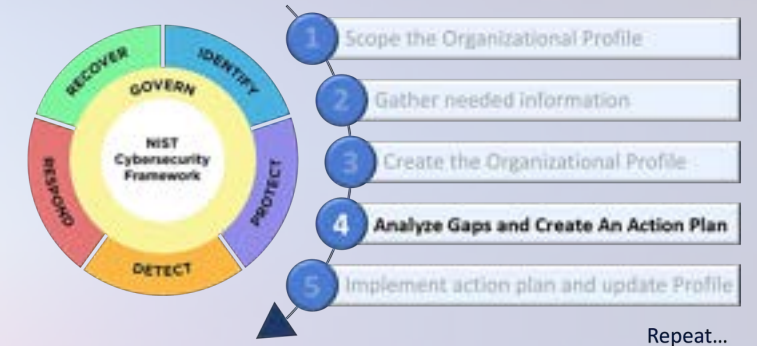 RECOVER
IDENTIFY
GOVERN
NIST
Cybersecurity
Framework
RESPOND
PROTECT
DETECT
1 Scope the Organizational Profile
2 Gather needed information
3 Create the Organizational Profile
4 Analyze Gaps and Create An Action Plan
5 Implement action plan and update Profile
Repeat...